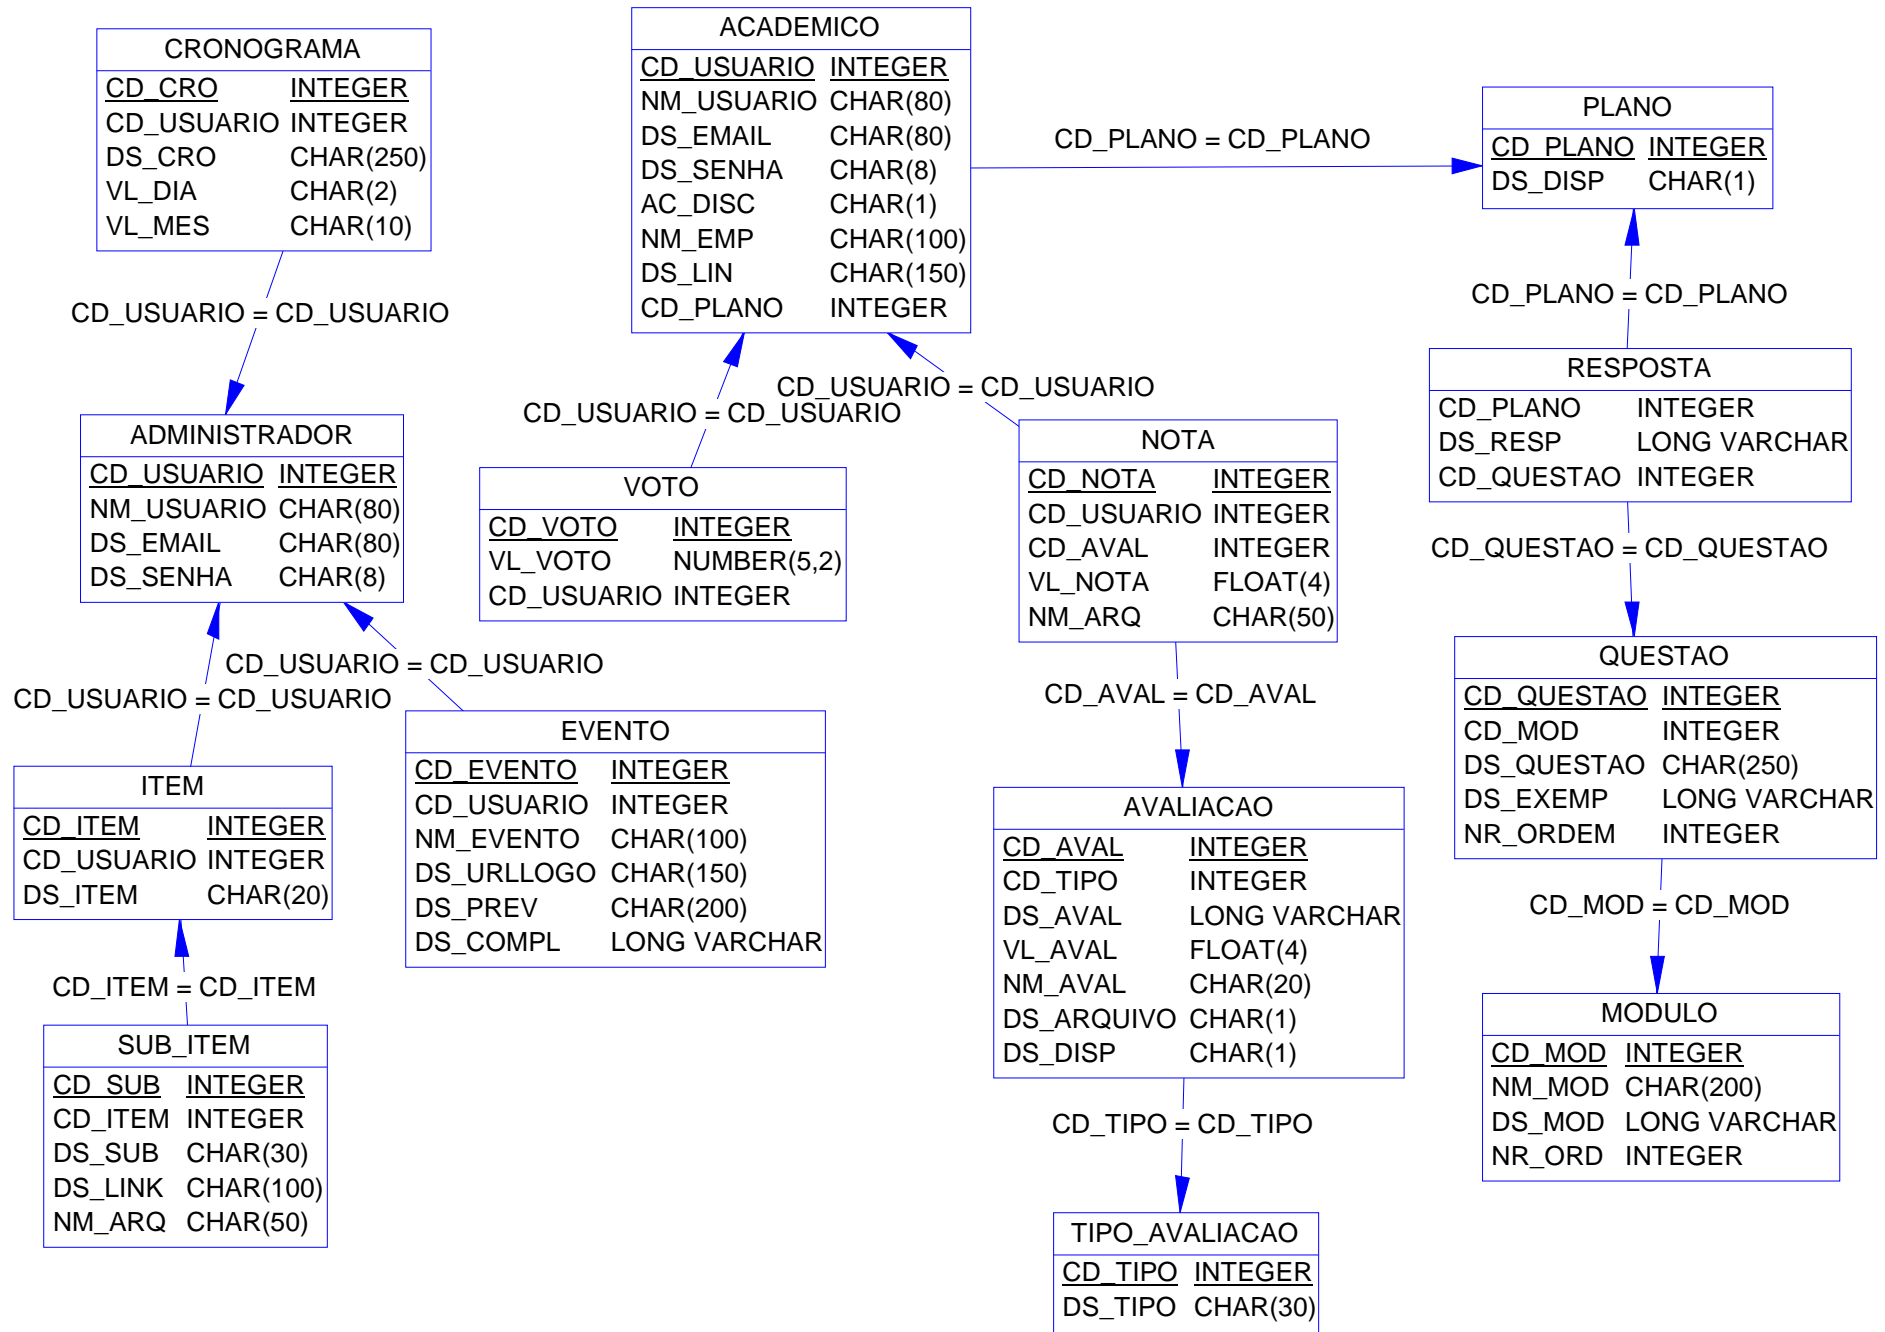 CRONOGRAMA
CD_CRO INTEGER
CD_USUARIO INTEGER
DS_CRO CHAR(250)
VL_DIA CHAR(2)
VL_MES CHAR(10)
CD_USUARIO = CD_USUARIO
ADMINISTRADOR
CD_USUARIO INTEGER
NM_USUARIO CHAR(80)
DS_EMAIL CHAR(80)
DS_SENHA CHAR(8)
CD_USUARIO = CD_USUARIO
CD_USUARIO = CD_USUARIO
ITEM
CD_ITEM INTEGER
CD_USUARIO INTEGER
DS_ITEM CHAR(20)
CD_ITEM = CD_ITEM
SUB_ITEM
CD_SUB INTEGER
CD_ITEM INTEGER
DS_SUB CHAR(30)
DS_LINK CHAR(100)
NM_ARQ CHAR(50)
EVENTO
CD_EVENTO INTEGER
CD_USUARIO INTEGER
NM_EVENTO CHAR(100)
DS_URLLOGO CHAR(150)
DS_PREV CHAR(200)
DS_COMPL LONG VARCHAR
ACADEMICO
CD_USUARIO INTEGER
NM_USUARIO CHAR(80)
DS_EMAIL CHAR(80)
DS_SENHA CHAR(8)
AC_DISC CHAR(1)
NM_EMP CHAR(100)
DS_LIN CHAR(150)
CD_PLANO INTEGER
CD_USUARIO = CD_USUARIO
CD_USUARIO = CD_USUARIO
VOTO
CD_VOTO INTEGER
VL_VOTO NUMBER(5,2)
CD_USUARIO INTEGER
NOTA
CD_NOTA INTEGER
CD_USUARIO INTEGER
CD_AVAL INTEGER
VL_NOTA FLOAT(4)
NM_ARQ CHAR(50)
CD_AVAL = CD_AVAL
AVALIACAO
CD_AVAL INTEGER
CD_TIPO INTEGER
DS_AVAL LONG VARCHAR
VL_AVAL FLOAT(4)
NM_AVAL CHAR(20)
DS_ARQUIVO CHAR(1)
DS_DISP CHAR(1)
CD_TIPO = CD_TIPO
TIPO_AVALIACAO
CD_TIPO INTEGER
DS_TIPO CHAR(30)
CD_PLANO = CD_PLANO
PLANO
CD_PLANO INTEGER
DS_DISP CHAR(1)
CD_PLANO = CD_PLANO
RESPOSTA
CD_PLANO INTEGER
DS_RESP LONG VARCHAR
CD_QUESTAO INTEGER
CD_QUESTAO = CD_QUESTAO
QUESTAO
CD_QUESTAO INTEGER
CD_MOD INTEGER
DS_QUESTAO CHAR(250)
DS_EXEMP LONG VARCHAR
NR_ORDEM INTEGER
CD_MOD = CD_MOD
MODULO
CD_MOD INTEGER
NM_MOD CHAR(200)
DS_MOD LONG VARCHAR
NR_ORD INTEGER